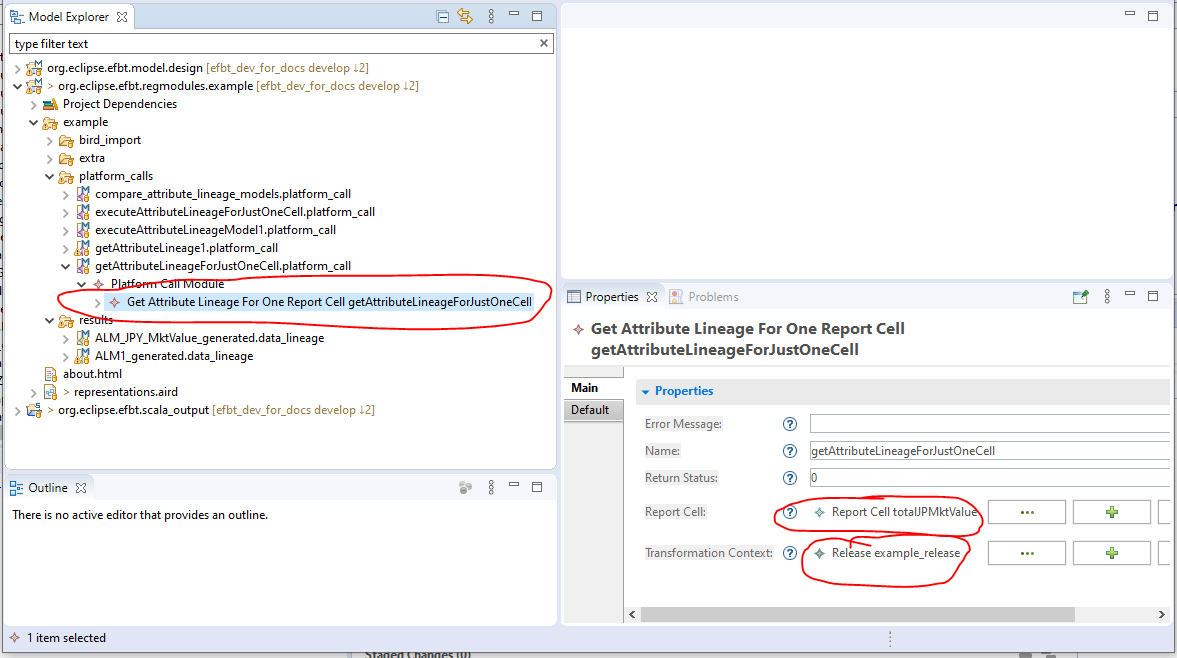 Model Explorer
type filter text
org.eclipse.efbt.model.design [efbt_dev_for_docs develop ↓2]
> org.eclipse.efbt.regmodules.example [efbt_dev_for_docs develop ↓2]
Project Dependencies
example
bird_import
extra
platform_calls
compare_attribute_lineage_models.platform_call
executeAttributeLineageForJustOneCell.platform_call
executeAttributeLineageModel1.platform_call
getAttributeLineage1.platform_call
getAttributeLineageForJustOneCell.platform_call
Platform Call Module
Get Attribute Lineage For One Report Cell getAttributeLineageForJustOneCell
results
ALM_JPY_MktValue_generated.data_lineage
ALM1_generated.data_lineage
about.html
> representations.aird
> org.eclipse.efbt.scala_output [efbt_dev_for_docs develop ↓2]
Outline
There is no active editor that provides an outline.
Properties
Problems
Get Attribute Lineage For One Report Cell
getAttributeLineageForJustOneCell
Main
Default
Properties
Error Message:
Name: getAttributeLineageForJustOneCell
Return Status: 0
Report Cell: Report Cell totalJPMktValue
Transformation Context: Release example_release
1 item selected
Staged Changes (0)